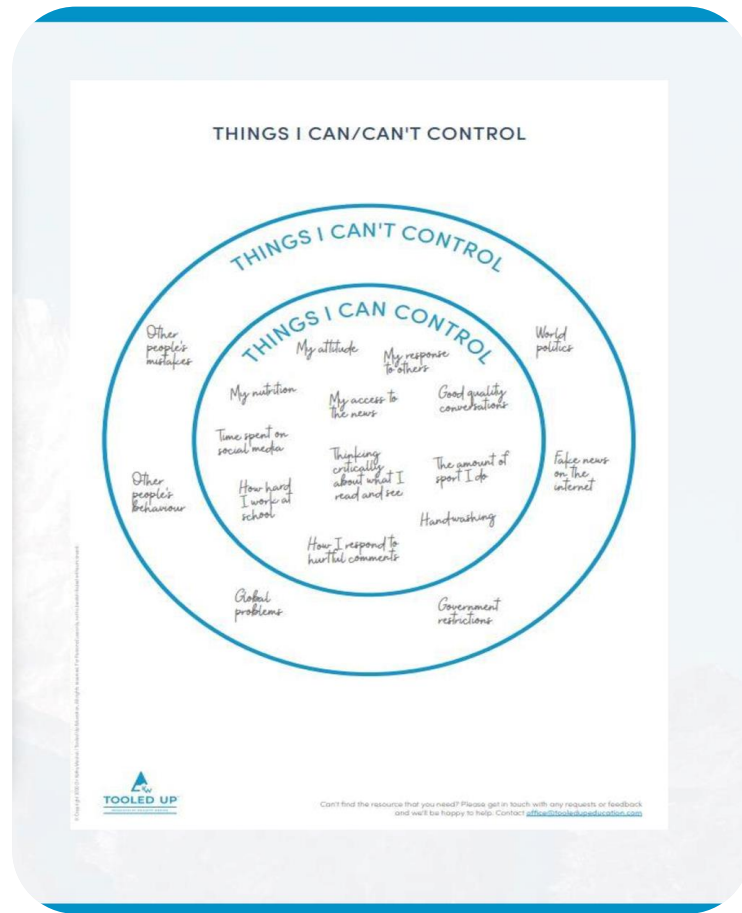 THINGS I CAN/CAN'T CONTROL
THINGS I CAN'T CONTROL
THINGS I CAN CONTROL
Other
people's
mistakes
World
politics
My attitude
My response
to others
My nutrition
My access to
the news
Good quality
conversations
Time spent on
social media
Thinking
critically
about what I
read and see
The amount of
sport I do
How hard
I work at
school
Handwashing
How I respond to
hurtful comments
Other
people's
behaviour
Fake news
on the
internet
Global
problems
Government
restrictions
TOOLED UP
Can't find the resource that you need? Please get in touch with any requests or feedback
and we'll be happy to help. Contact office@tooledupeducation.com